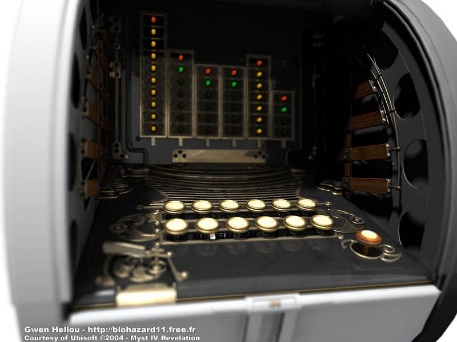 Gwen Heliou - http://biohazard11.free.fr
Courtesy of Ubisoft ©2004 - Myst IV Revelation